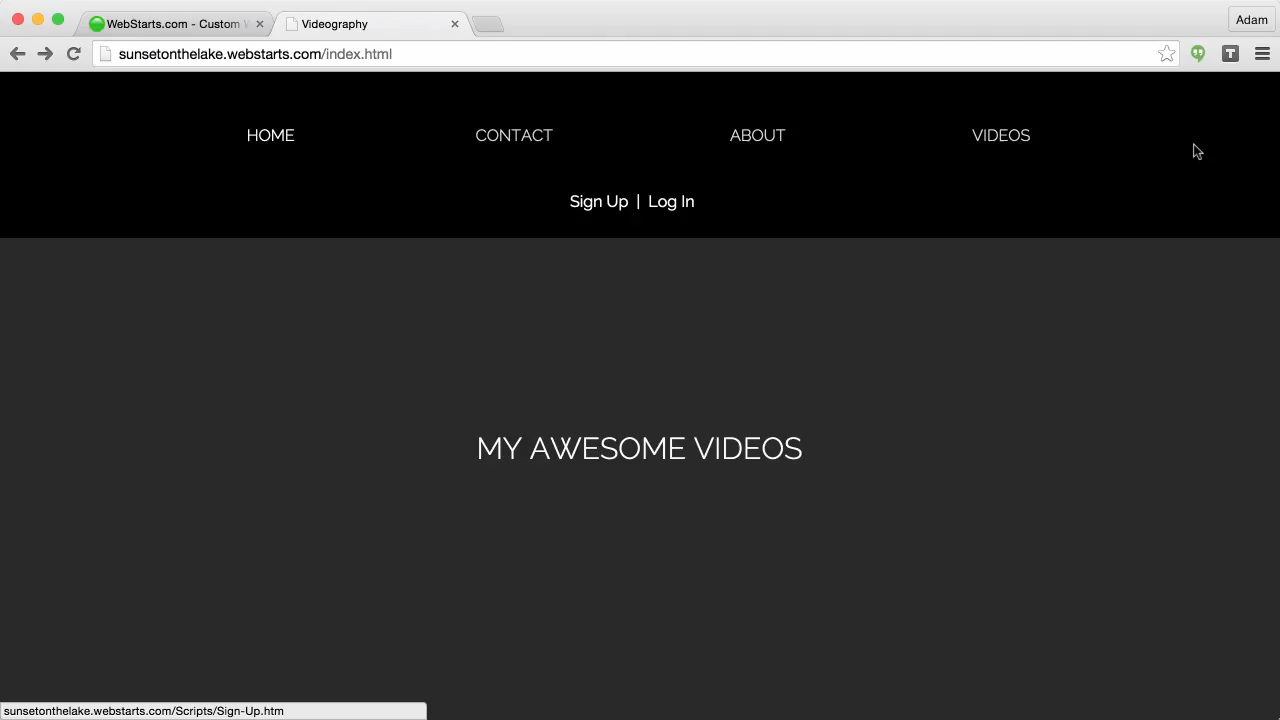 WebStarts.com - Custom W
Videography
Adam
sunsetonthelake.webstarts.com/index.html
T
HOME
CONTACT
ABOUT
VIDEOS
Sign Up | Log In
MY AWESOME VIDEOS
sunsetonthelake.webstarts.com/Scripts/Sign-Up.htm